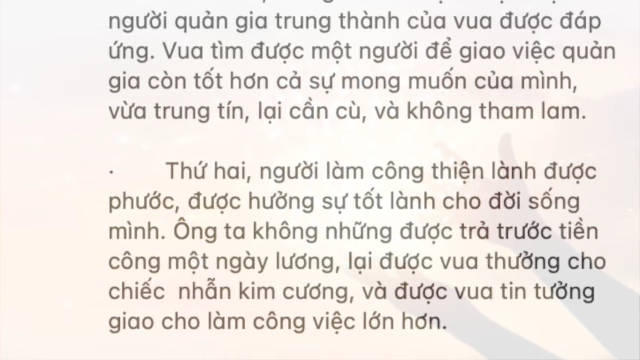 người quản gia trung thành của vua được đáp
ứng. Vua tìm được một người để giao việc quản
gia còn tốt hơn cả sự mong muốn của mình,
vừa trung tín, lại cần cù, và không tham lam.
· Thứ hai, người làm công thiện lành được
phước, được hưởng sự tốt lành cho đời sống
mình. Ông ta không những được trả trước tiền
công một ngày lương, lại được vua thưởng cho
chiếc nhẫn kim cương, và được vua tin tưởng
giao cho làm công việc lớn hơn.